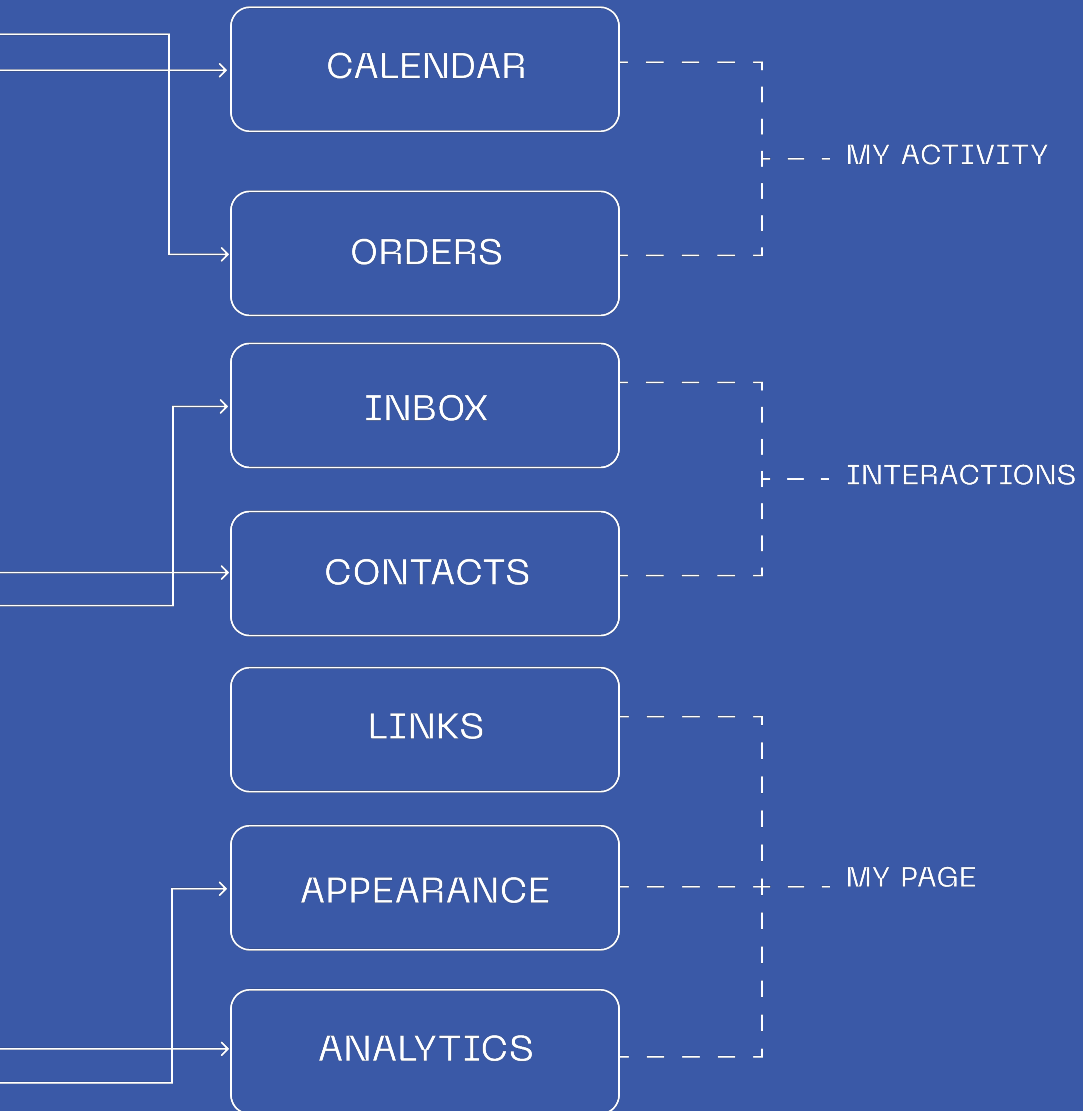 CALENDAR
MY ACTIVITY
ORDERS
INBOX
INTERACTIONS
CONTACTS
LINKS
APPEARANCE
MY PAGE
ANALYTICS